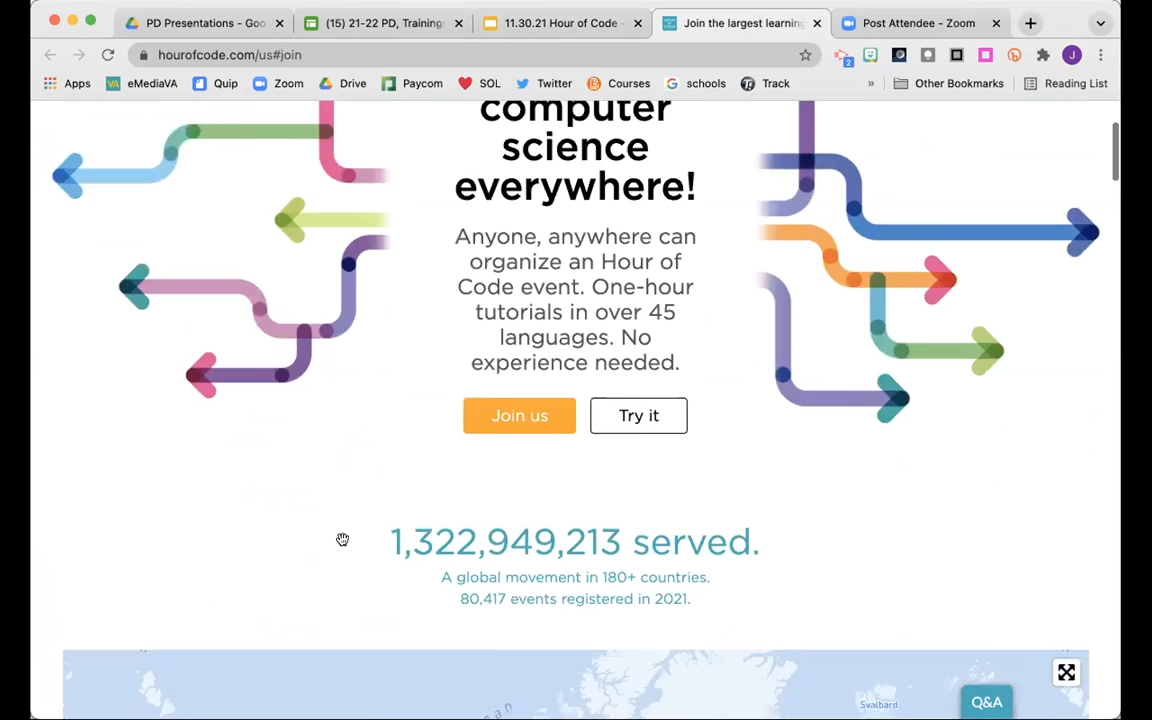 PD Presentations - Goo
(15) 21-22 PD, Training
11.30.21 Hour of Code -
Join the largest learning
Post Attendee - Zoom
hourofcode.com/us#join
2
J
Apps
VA
eMediaVA
Quip
Zoom
Drive
Paycom
SOL
Twitter
Courses
schools
Track
»
Other Bookmarks
Reading List
computer
science
everywhere!
Anyone, anywhere can
organize an Hour of
Code event. One-hour
tutorials in over 45
languages. No
experience needed.
Join us
Try it
1,322,949,213 served.
A global movement in 180+ countries.
80,417 events registered in 2021.
Svalbard
Q&A